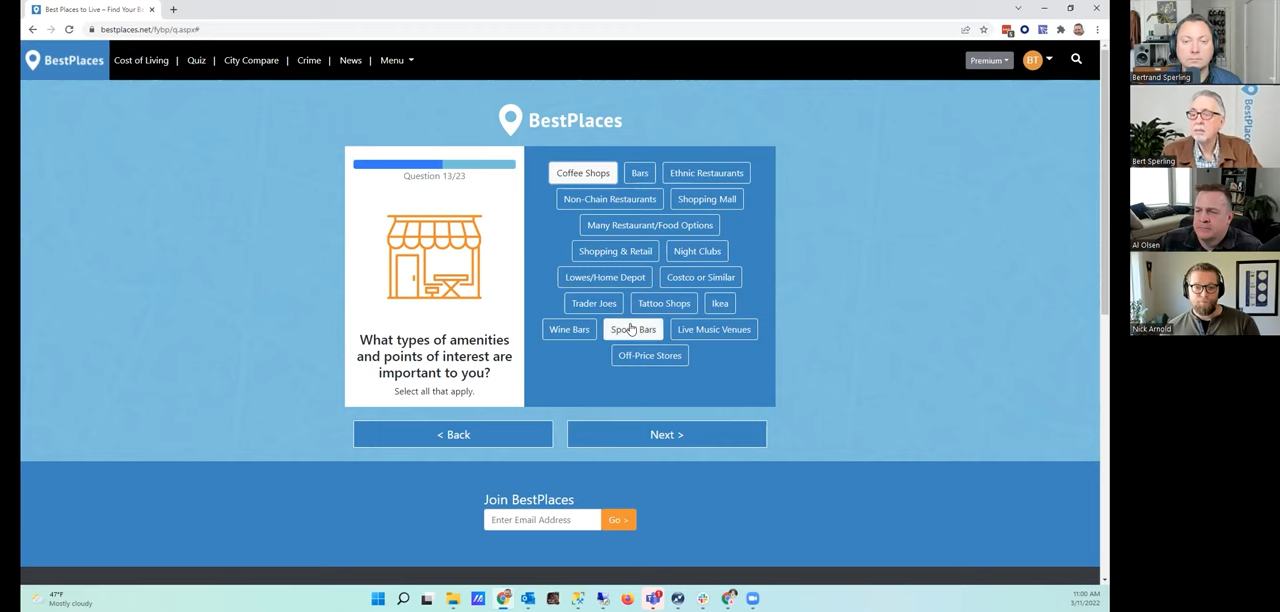 Best Places to Live – Find Your B
bestplaces.net/fybp/q.aspx#
BestPlaces
Cost of Living | Quiz | City Compare | Crime | News | Menu
Premium
BT
BestPlaces
Question 13/23
What types of amenities
and points of interest are
important to you?
Select all that apply.
Coffee Shops
Bars
Ethnic Restaurants
Non-Chain Restaurants
Shopping Mall
Many Restaurant/Food Options
Shopping & Retail
Night Clubs
Lowes/Home Depot
Costco or Similar
Trader Joes
Tattoo Shops
Ikea
Wine Bars
Bars
Live Music Venues
Off-Price Stores
< Back
Next >
Join BestPlaces
Enter Email Address
Go >
47°F
Mostly cloudy
11:00 AM
3/11/2022
Bertrand Sperling
BestPlaces
Bert Sperling
Al Olsen
Nick Arnold